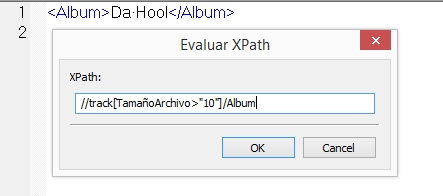 1 <Album>Da·Hool</Album>
2
Evaluar XPath
XPath:
//track[TamañoArchivo>"10"]/Album
OK Cancel